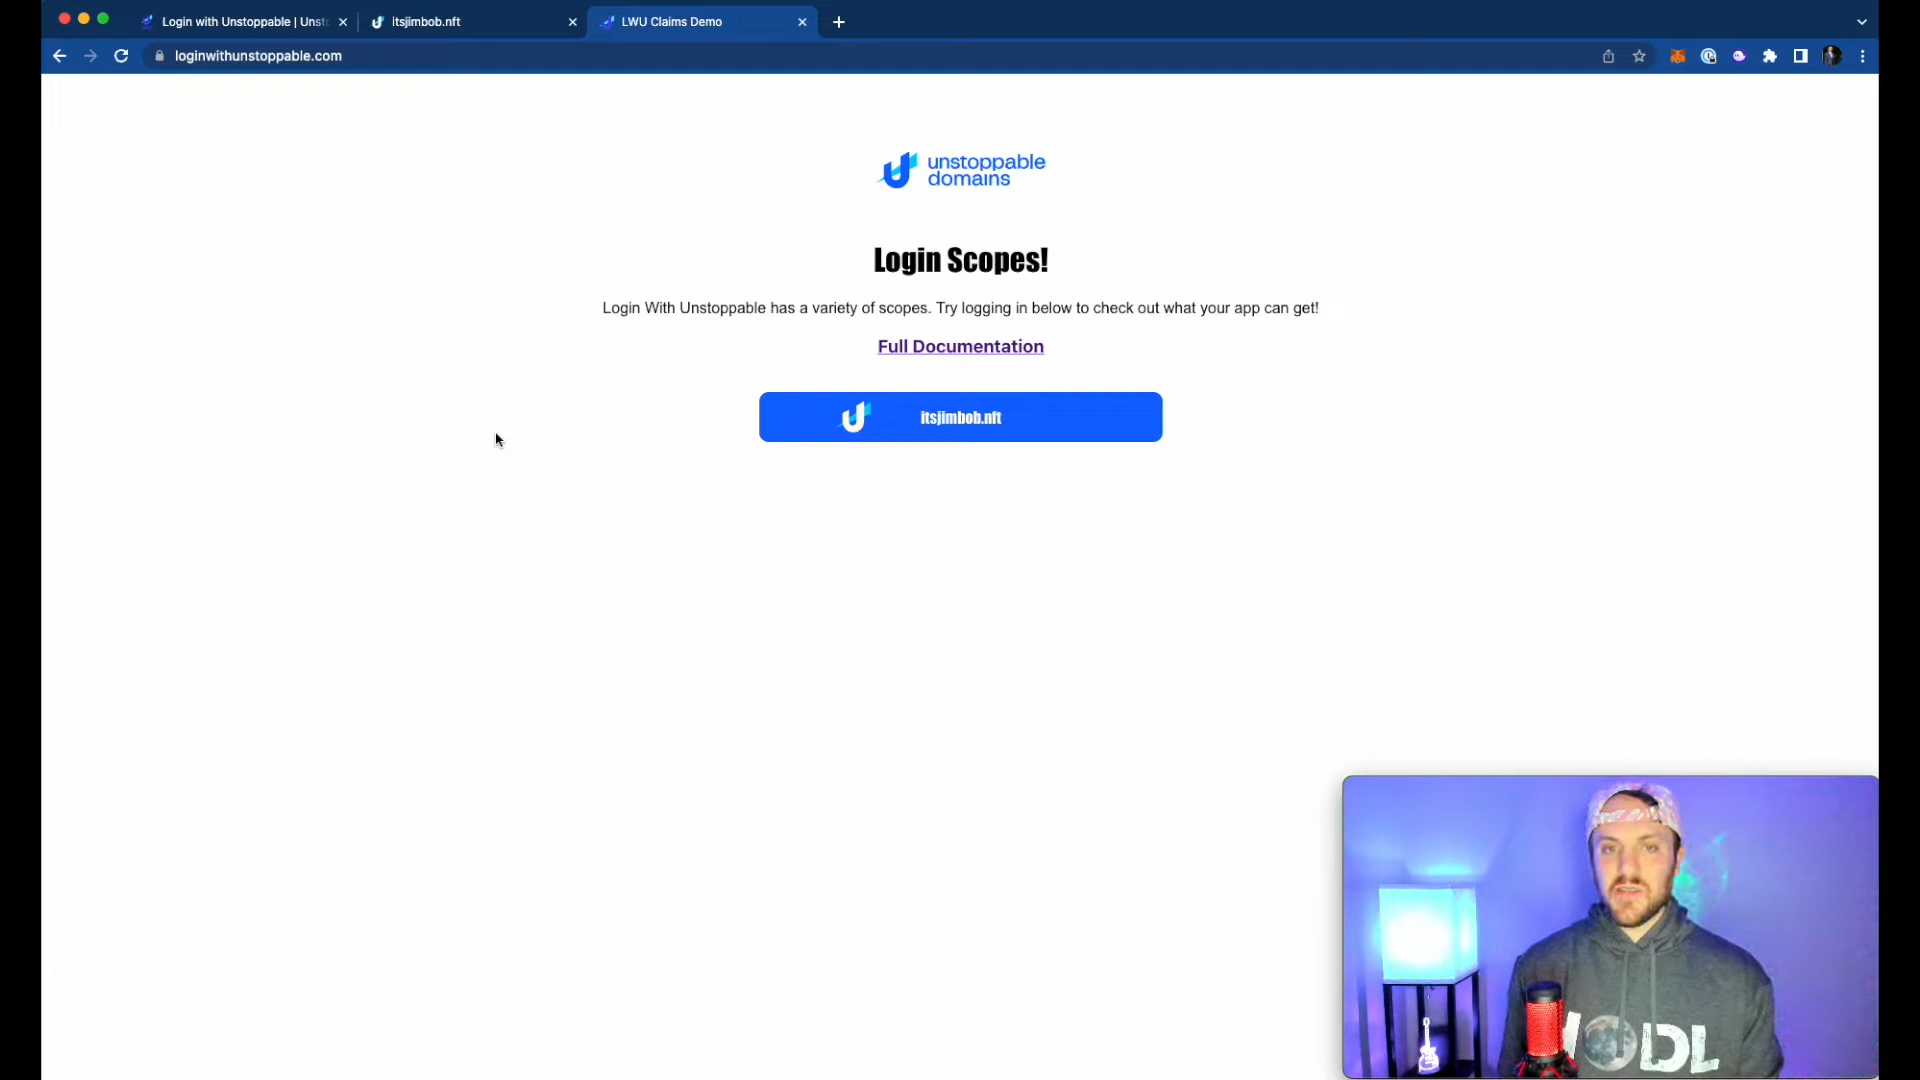 Login with Unstoppable | Unst
itsjimbob.nft
LWU Claims Demo
loginwithunstoppable.com
unstoppable
domains
Login Scopes!
Login With Unstoppable has a variety of scopes. Try logging in below to check out what your app can get!
Full Documentation
itsjimbob.nft
ODL